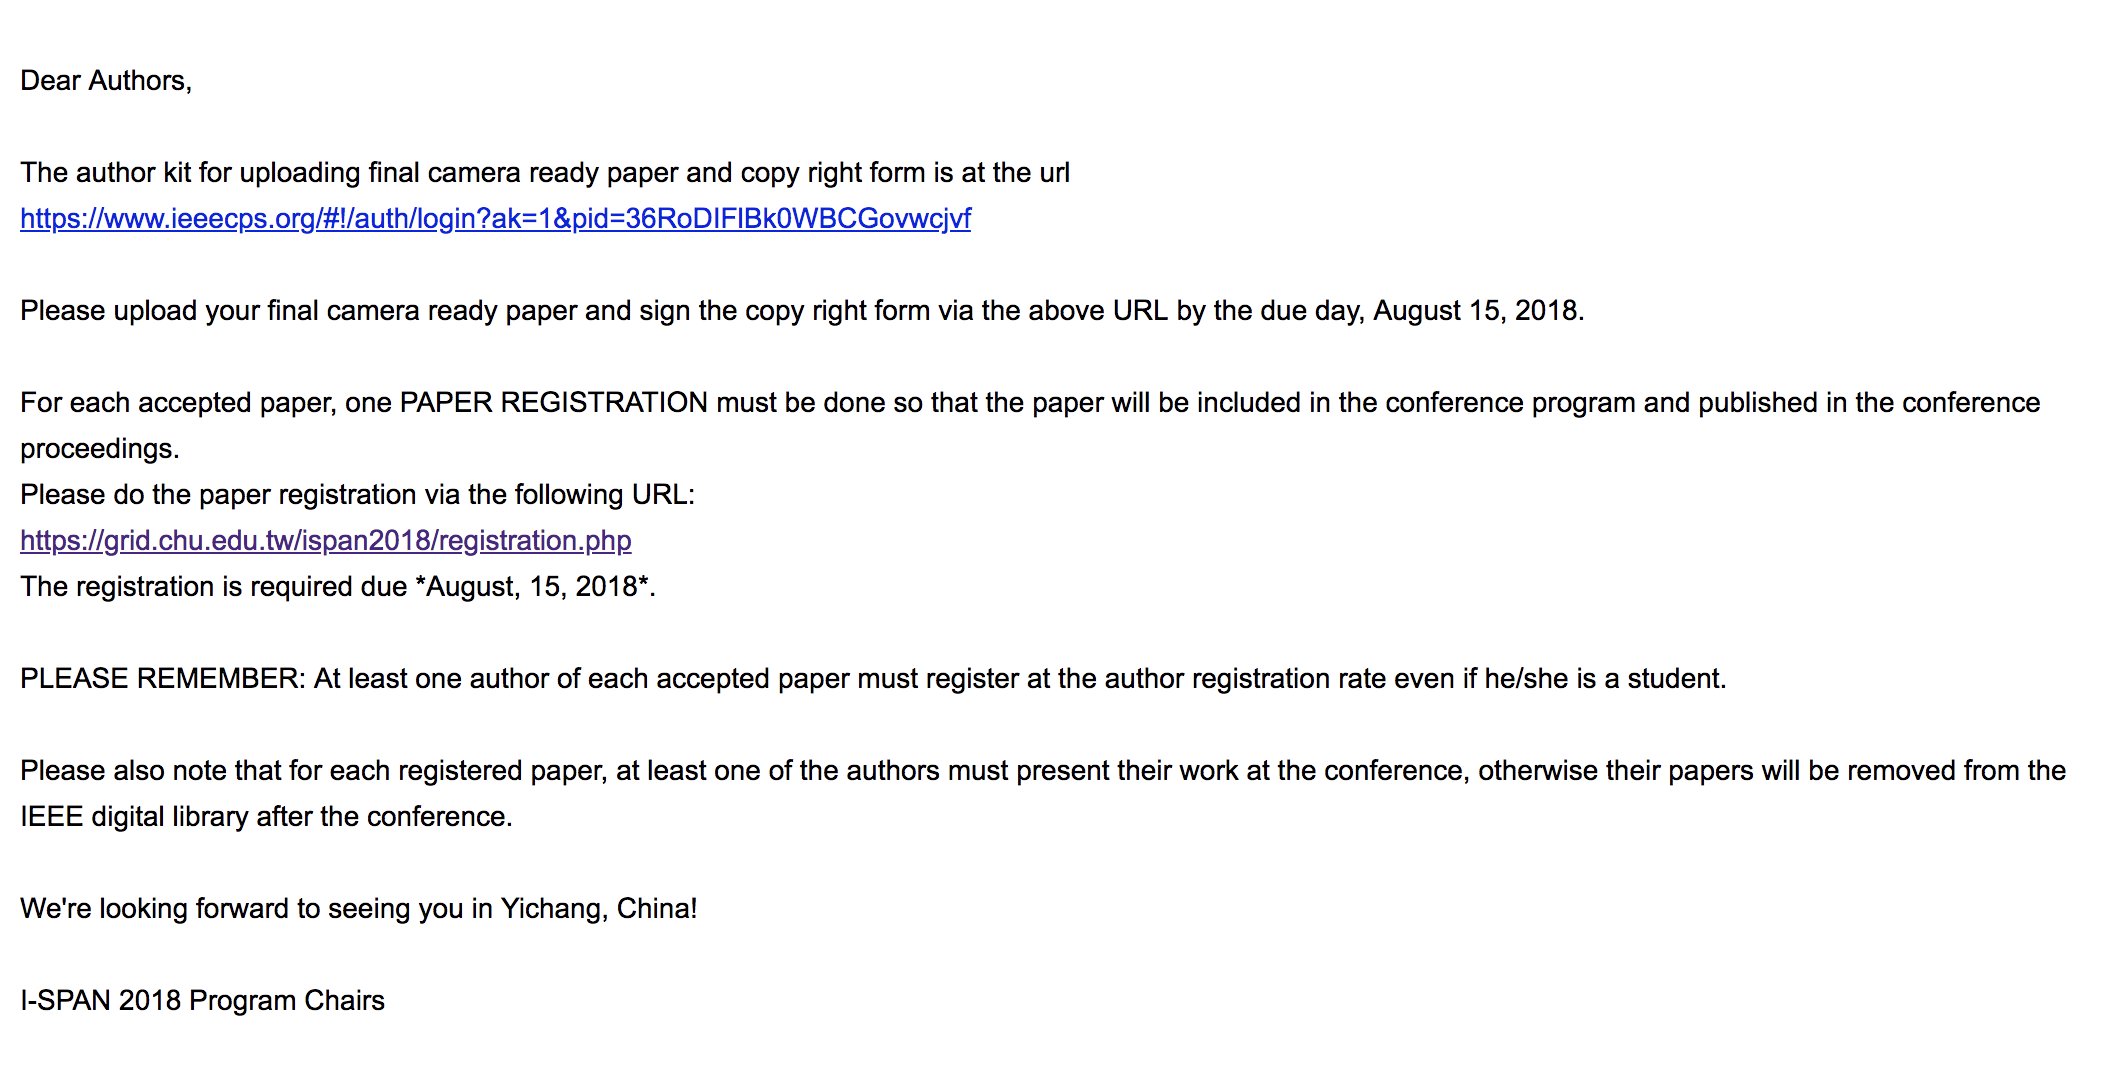 Dear Authors,
The author kit for uploading final camera ready paper and copy right form is at the url
https://www.ieeecps.org/#!/auth/login?ak=1&pid=36RoDIFlBk0WBCGovwcjvf
Please upload your final camera ready paper and sign the copy right form via the above URL by the due day, August 15, 2018.
For each accepted paper, one PAPER REGISTRATION must be done so that the paper will be included in the conference program and published in the conference
proceedings.
Please do the paper registration via the following URL:
https://grid.chu.edu.tw/ispan2018/registration.php
The registration is required due *August, 15, 2018*.
PLEASE REMEMBER: At least one author of each accepted paper must register at the author registration rate even if he/she is a student.
Please also note that for each registered paper, at least one of the authors must present their work at the conference, otherwise their papers will be removed from the
IEEE digital library after the conference.
We're looking forward to seeing you in Yichang, China!
I-SPAN 2018 Program Chairs